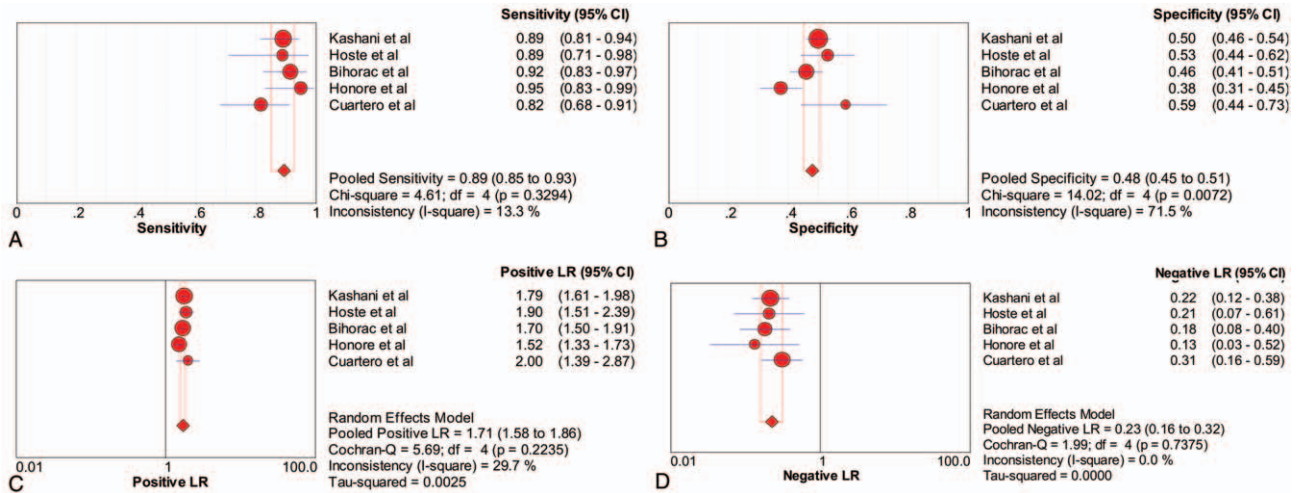 Sensitivity (95% CI)
Kashani et al 0.89 (0.81 - 0.94)
Hoste et al 0.89 (0.71 - 0.98)
Bihorac et al 0.92 (0.83 - 0.97)
Honore et al 0.95 (0.83 - 0.99)
Cuartero et al 0.82 (0.68 - 0.91)
Pooled Sensitivity = 0.89 (0.85 to 0.93)
Chi-square = 4.61; df = 4 (p = 0.3294)
Inconsistency (I-square) = 13.3 %
0 .2 .4 .6 .8 1
Sensitivity
A
Specificity (95% CI)
Kashani et al 0.50 (0.46 - 0.54)
Hoste et al 0.53 (0.44 - 0.62)
Bihorac et al 0.46 (0.41 - 0.51)
Honore et al 0.38 (0.31 - 0.45)
Cuartero et al 0.59 (0.44 - 0.73)
Pooled Specificity = 0.48 (0.45 to 0.51)
Chi-square = 14.02; df = 4 (p = 0.0072)
Inconsistency (I-square) = 71.5 %
0 0.2 0.4 0.6 0.8 1
Specificity
B
Positive LR (95% CI)
Kashani et al 1.79 (1.61 - 1.98)
Hoste et al 1.90 (1.51 - 2.39)
Bihorac et al 1.70 (1.50 - 1.91)
Honore et al 1.52 (1.33 - 1.73)
Cuartero et al 2.00 (1.39 - 2.87)
Random Effects Model
Pooled Positive LR = 1.71 (1.58 to 1.86)
Cochran-Q = 5.69; df = 4 (p = 0.2235)
Inconsistency (I-square) = 29.7 %
Tau-squared = 0.0025
0.01 1 100.0
Positive LR
C
Negative LR (95% CI)
Kashani et al 0.22 (0.12 - 0.38)
Hoste et al 0.21 (0.07 - 0.61)
Bihorac et al 0.18 (0.08 - 0.40)
Honore et al 0.13 (0.03 - 0.52)
Cuartero et al 0.31 (0.16 - 0.59)
Random Effects Model
Pooled Negative LR = 0.23 (0.16 to 0.32)
Cochran-Q = 1.99; df = 4 (p = 0.7375)
Inconsistency (I-square) = 0.0 %
Tau-squared = 0.0000
0.01 1 100.0
Negative LR
D